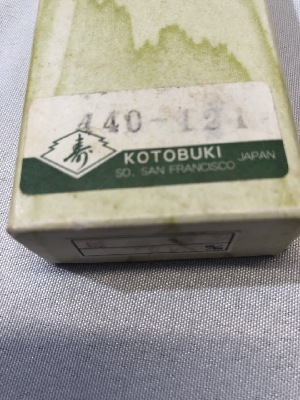 440-121
寿
KOTOBUKI JAPAN
SO. SAN FRANCISCO